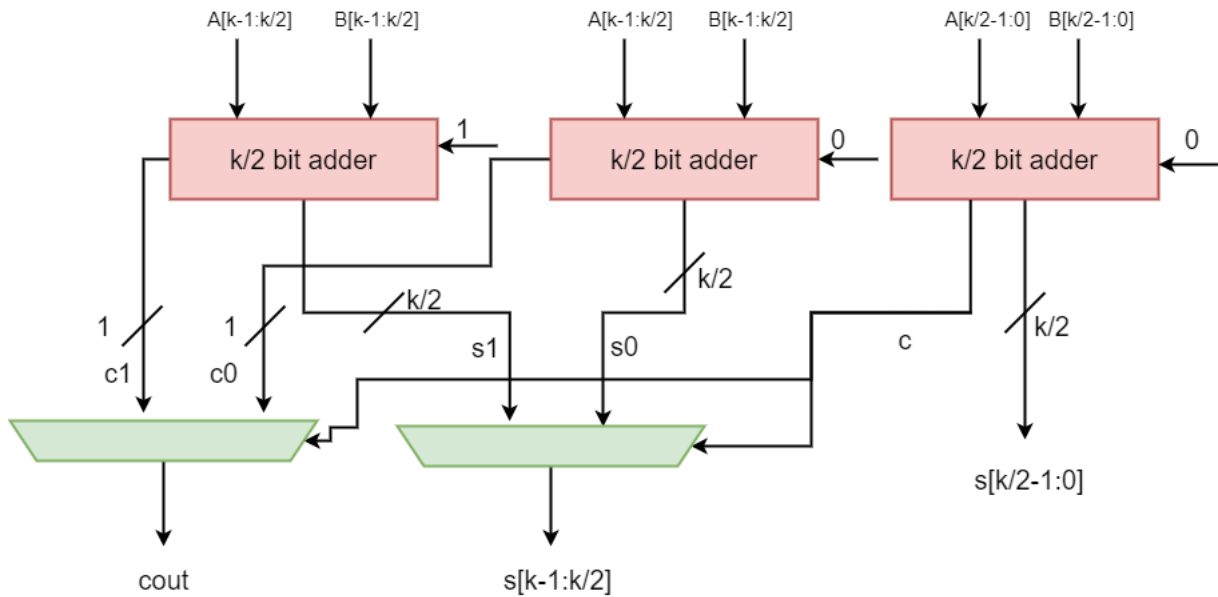 A[k-1:k/2] B[k-1:k/2] A[k-1:k/2] B[k-1:k/2] A[k/2-1:0] B[k/2-1:0]
1 0 0
k/2 bit adder k/2 bit adder k/2 bit adder
k/2
k/2
1 1 k/2
s1 s0 c
c1 c0
s[k/2-1:0]
cout s[k-1:k/2]